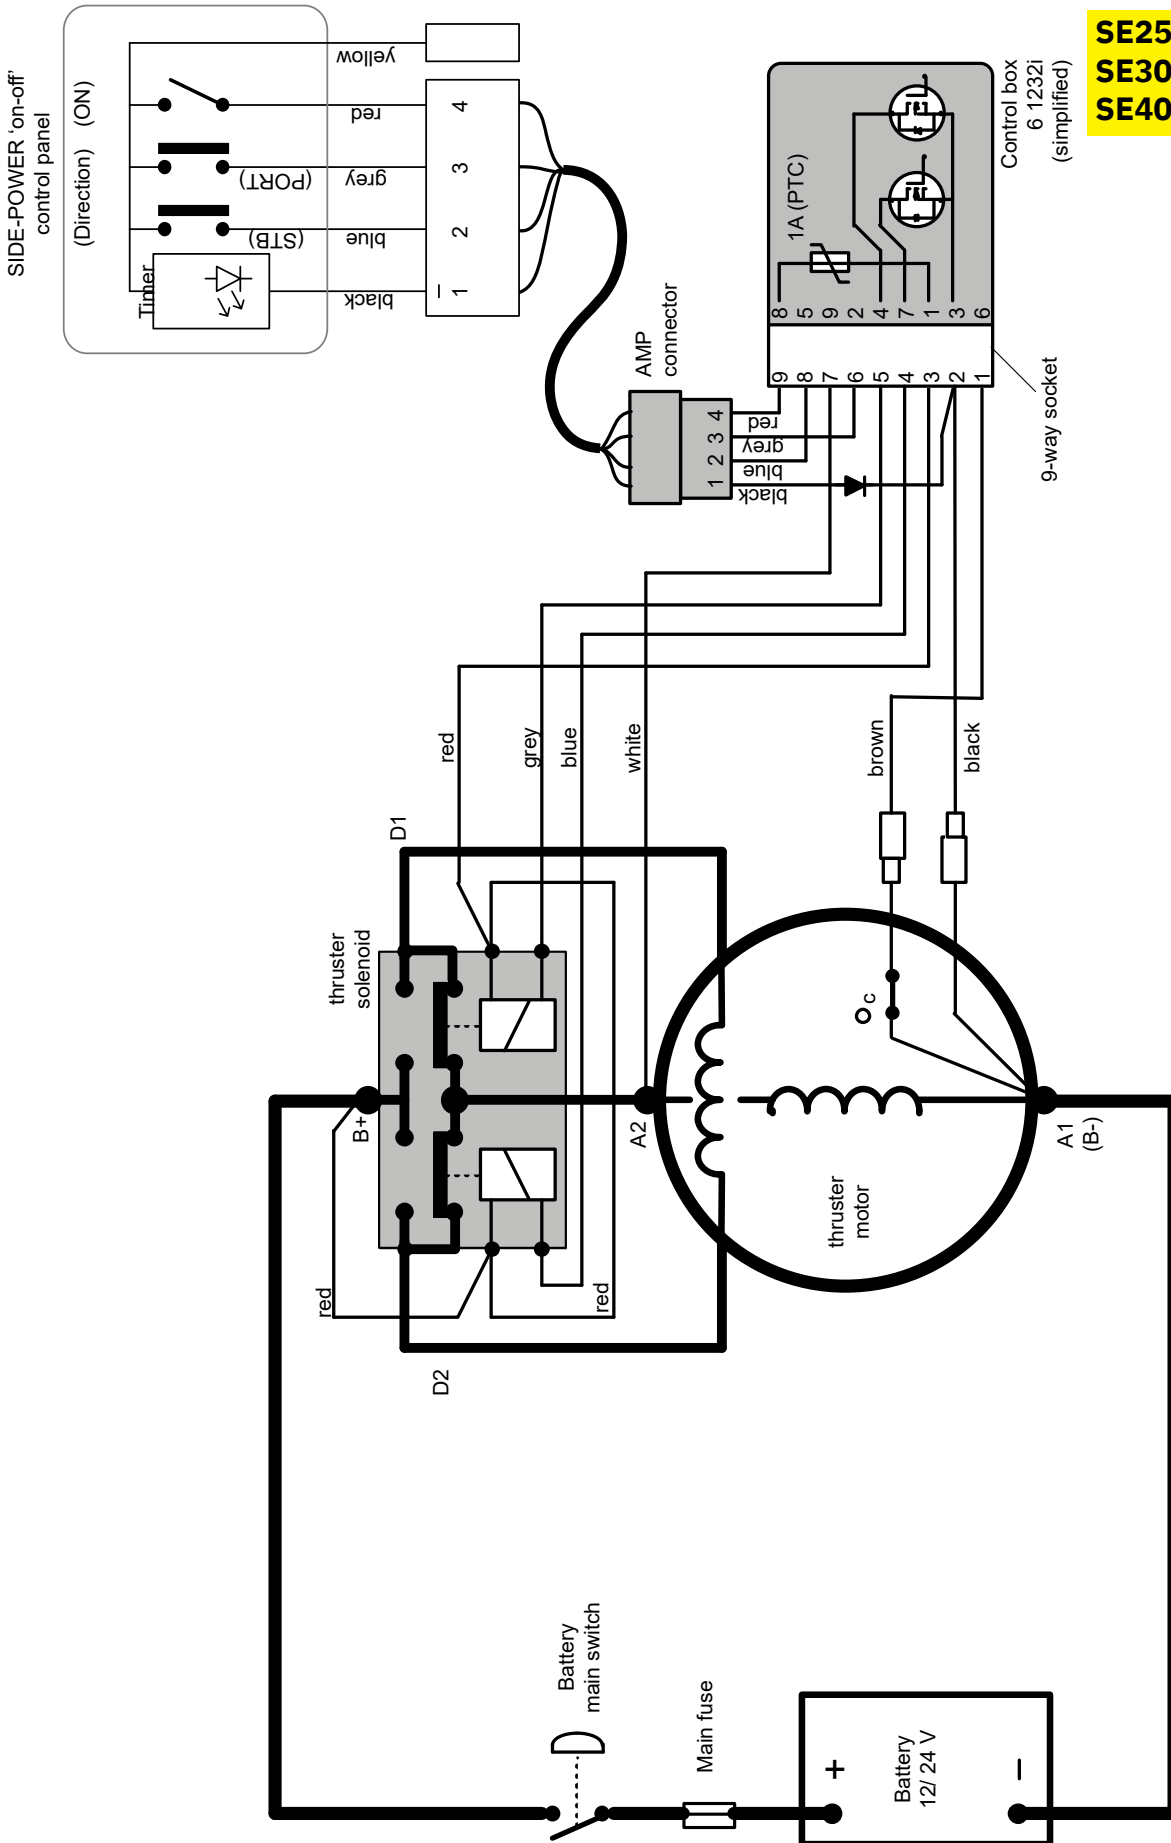 SE25
SE30
SE40
SIDE-POWER 'on-off'
control panel
(Direction)
(ON)
yellow
red
grey
(PORT)
blue
(STB)
black
Timer
4
3
2
1
–
Control box
6 1232i
(simplified)
1A (PTC)
8
5
9
2
4
7
1
3
6
9
8
7
6
5
4
3
2
1
9-way socket
AMP
connector
4
3
2
1
red
grey
blue
black
red
grey
blue
white
brown
black
D1
thruster
solenoid
B+
A2
c
A1
(B-)
thruster
motor
red
red
D2
Battery
main switch
Main fuse
+
–
Battery
12/ 24 V